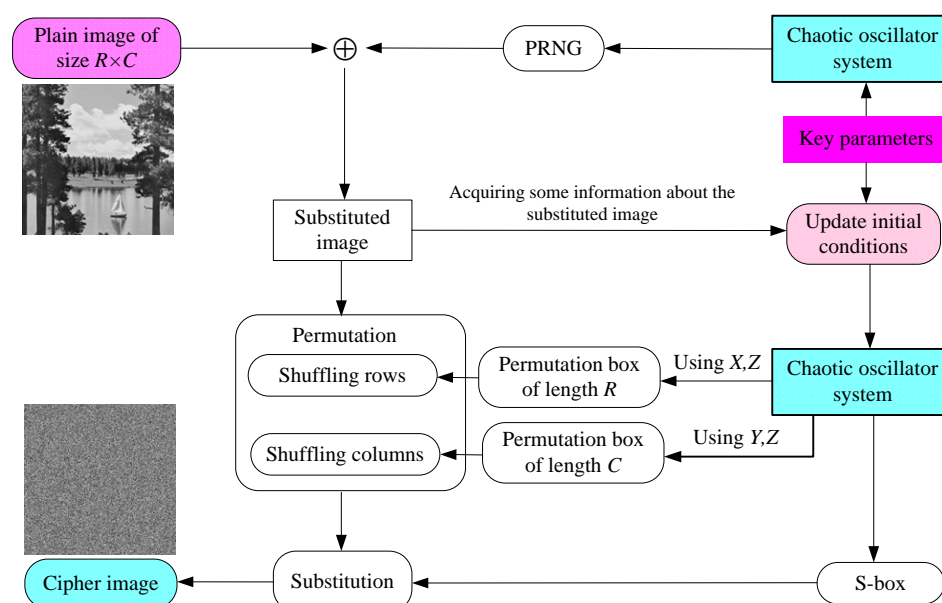 Plain image of
size R×C
⊕
PRNG
Chaotic oscillator
system
Key parameters
Acquiring some information about the
substituted image
Substituted
image
Update initial
conditions
Permutation
Shuffling rows
Permutation box
of length R
Using X,Z
Chaotic oscillator
system
Shuffling columns
Permutation box
of length C
Using Y,Z
Cipher image
Substitution
S-box